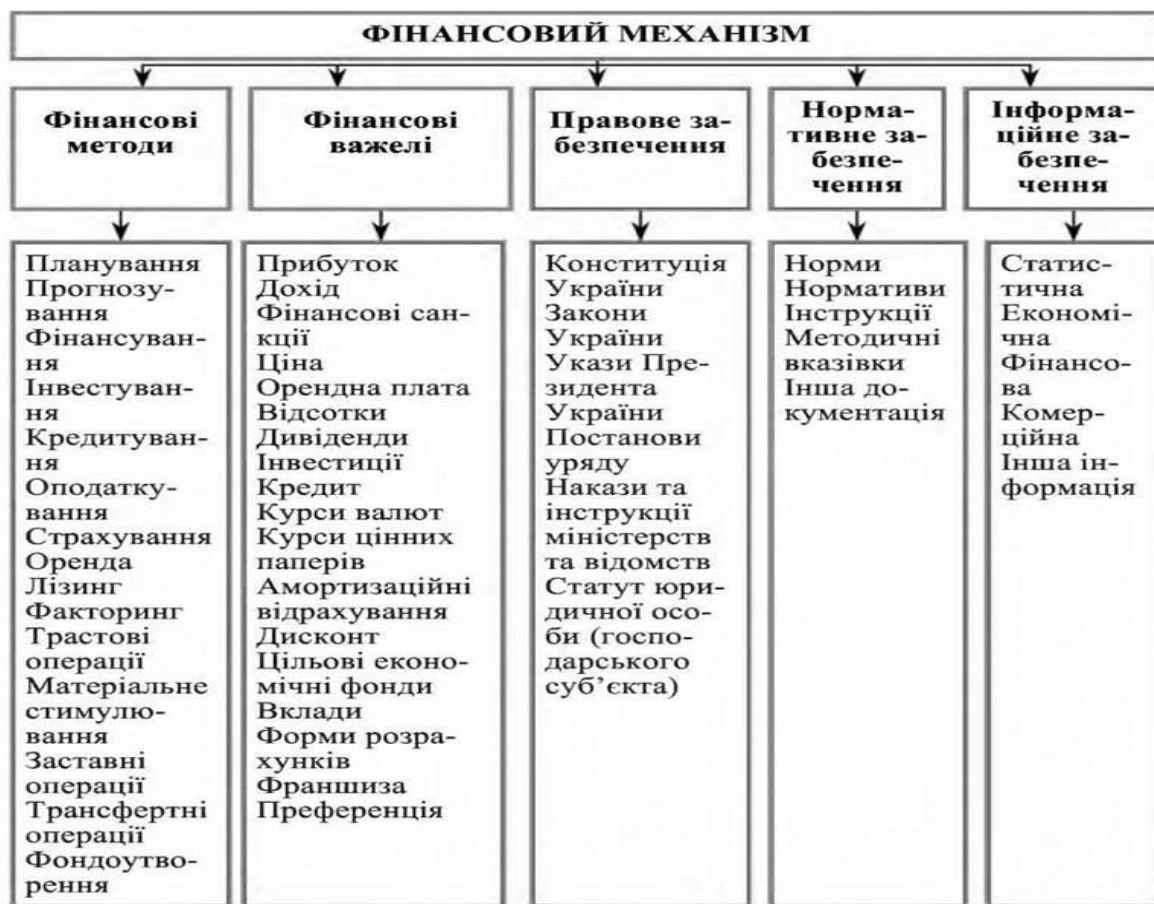 ФІНАНСОВИЙ МЕХАНІЗМ
Фінансові
методи
Фінансові
важелі
Правове за-
безпечення
Норма-
тивне за-
безпе-
чення
Інформа-
ційне за-
безпе-
чення
Планування
Прогнозу-
вання
Фінансуван-
ня
Інвестуван-
ня
Кредитуван-
ня
Оподатку-
вання
Страхування
Оренда
Лізинг
Факторинг
Трастові
операції
Матеріальне
стимулю-
вання
Заставні
операції
Трансфертні
операції
Фондоутво-
рення
Прибуток
Дохід
Фінансові сан-
кції
Ціна
Орендна плата
Відсотки
Дивіденди
Інвестиції
Кредит
Курси валют
Курси цінних
паперів
Амортизаційні
відрахування
Дисконт
Цільові еконо-
мічні фонди
Вклади
Форми розра-
хунків
Франшиза
Преференція
Конституція
України
Закони
України
Укази Пре-
зидента
України
Постанови
уряду
Накази та
інструкції
міністерств
та відомств
Статут юри-
дичної осо-
би (госпо-
дарського
суб’єкта)
Норми
Нормативи
Інструкції
Методичні
вказівки
Інша до-
кументація
Статис-
тична
Економі-
чна
Фінансо-
ва
Комер-
ційна
Інша ін-
формація